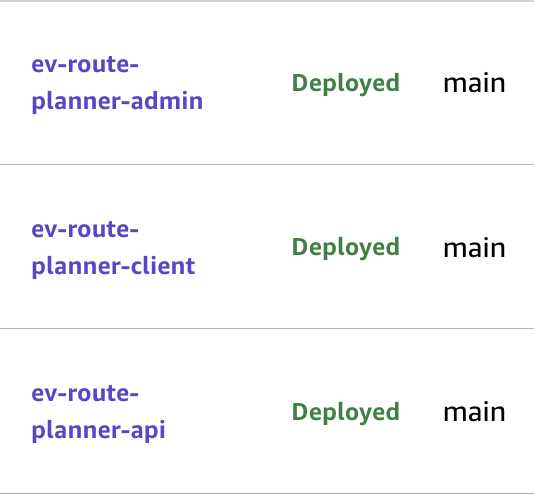 ev-route-
planner-admin
Deployed
main
ev-route-
planner-client
Deployed
main
ev-route-
planner-api
Deployed
main